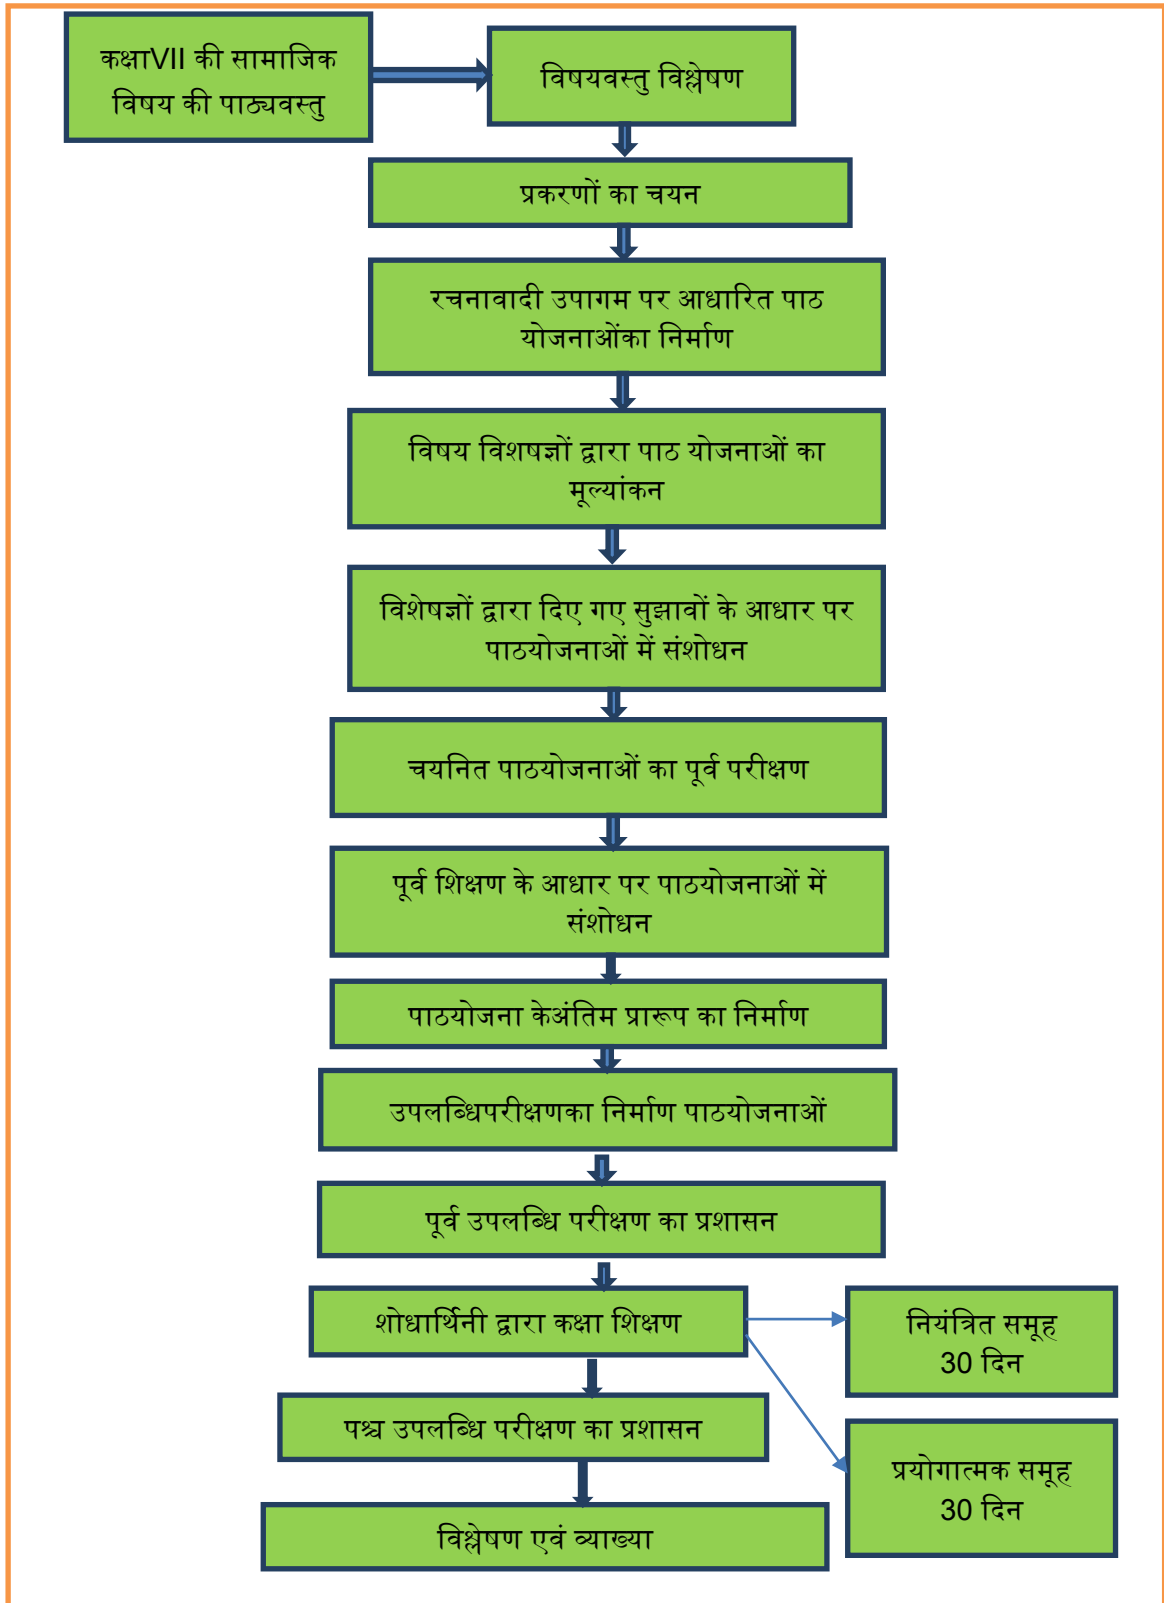 कक्षाVII की सामाजिक
विषय की पाठ्यवस्तु
विषयवस्तु विश्लेषण
प्रकरणों का चयन
रचनावादी उपागम पर आधारित पाठ
योजनाओंका निर्माण
विषय विशषज्ञों द्वारा पाठ योजनाओं का
मूल्यांकन
विशेषज्ञों द्वारा दिए गए सुझावों के आधार पर
पाठयोजनाओं में संशोधन
चयनित पाठयोजनाओं का पूर्व परीक्षण
पूर्व शिक्षण के आधार पर पाठयोजनाओं में
संशोधन
पाठयोजना केअंतिम प्रारूप का निर्माण
उपलब्धिपरीक्षणका निर्माण पाठयोजनाओं
पूर्व उपलब्धि परीक्षण का प्रशासन
शोधार्थिनी द्वारा कक्षा शिक्षण
नियंत्रित समूह
30 दिन
पश्च उपलब्धि परीक्षण का प्रशासन
प्रयोगात्मक समूह
30 दिन
विश्लेषण एवं व्याख्या